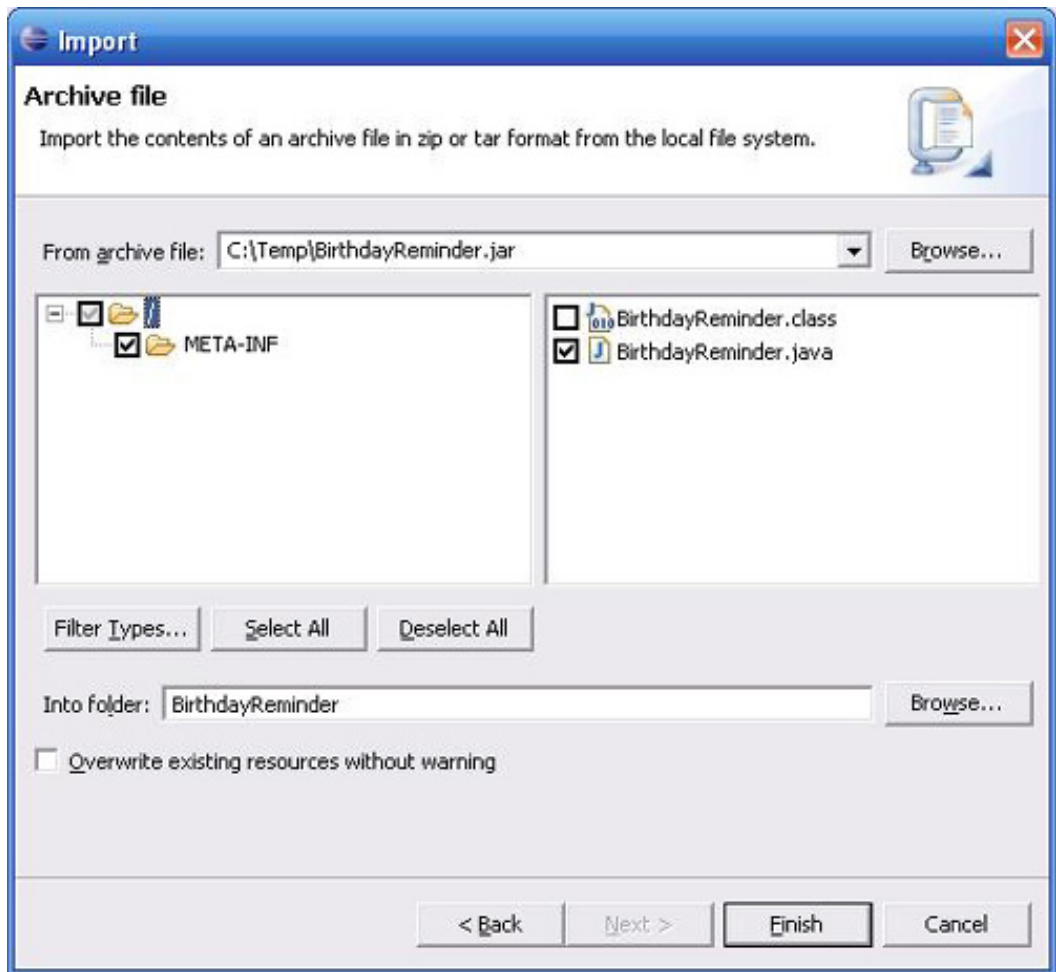 Import
Archive file
Import the contents of an archive file in zip or tar format from the local file system.
From archive file: C:\Temp\BirthdayReminder.jar Browse...
/
META-INF
BirthdayReminder.class
BirthdayReminder.java
Filter Types... Select All Deselect All
Into folder: BirthdayReminder Browse...
Overwrite existing resources without warning
< Back Next > Finish Cancel